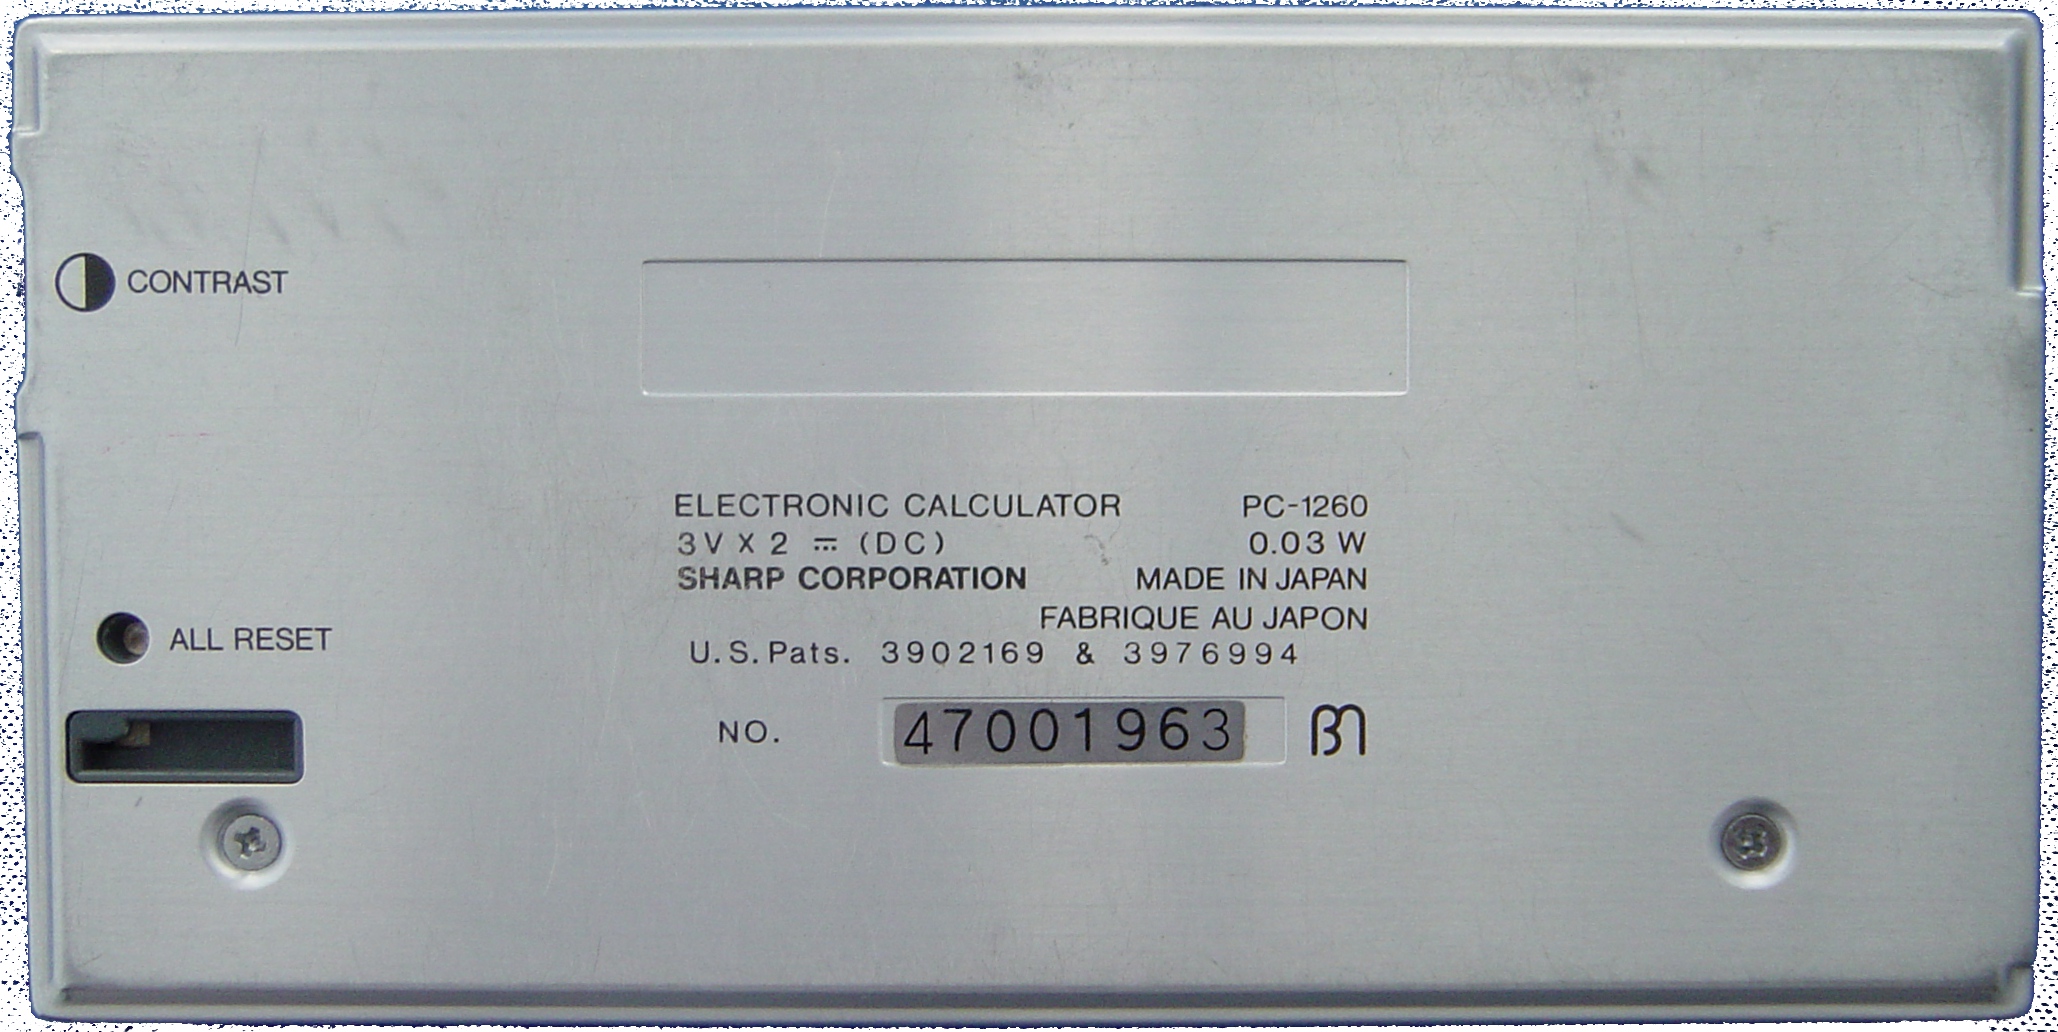 CONTRAST
ELECTRONIC CALCULATOR PC-1260
3V X 2 ⎓ (DC) 0.03 W
SHARP CORPORATION MADE IN JAPAN
FABRIQUE AU JAPON
ALL RESET
U.S. Pats. 3902169 & 3976994
NO. 47001963